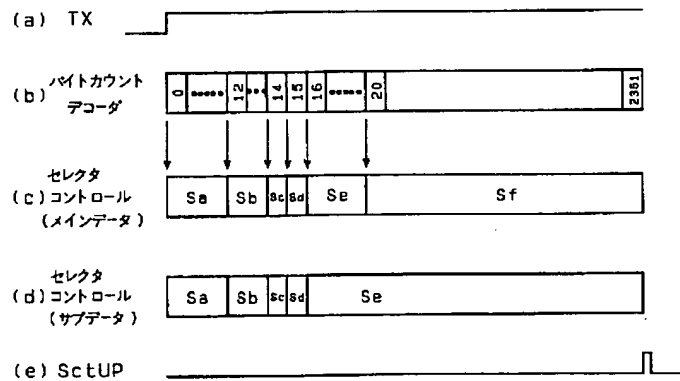 (a) TX
(b) バイトカウント
デコーダ
0 ••••• 12 ••• 14 15 16 ••••• 20 2351
セレクタ
(c) コントロール
(メインデータ)
Sa Sb Sc Sd Se Sf
セレクタ
(d) コントロール
(サブデータ)
Sa Sb Sc Sd Se
(e) SctUP